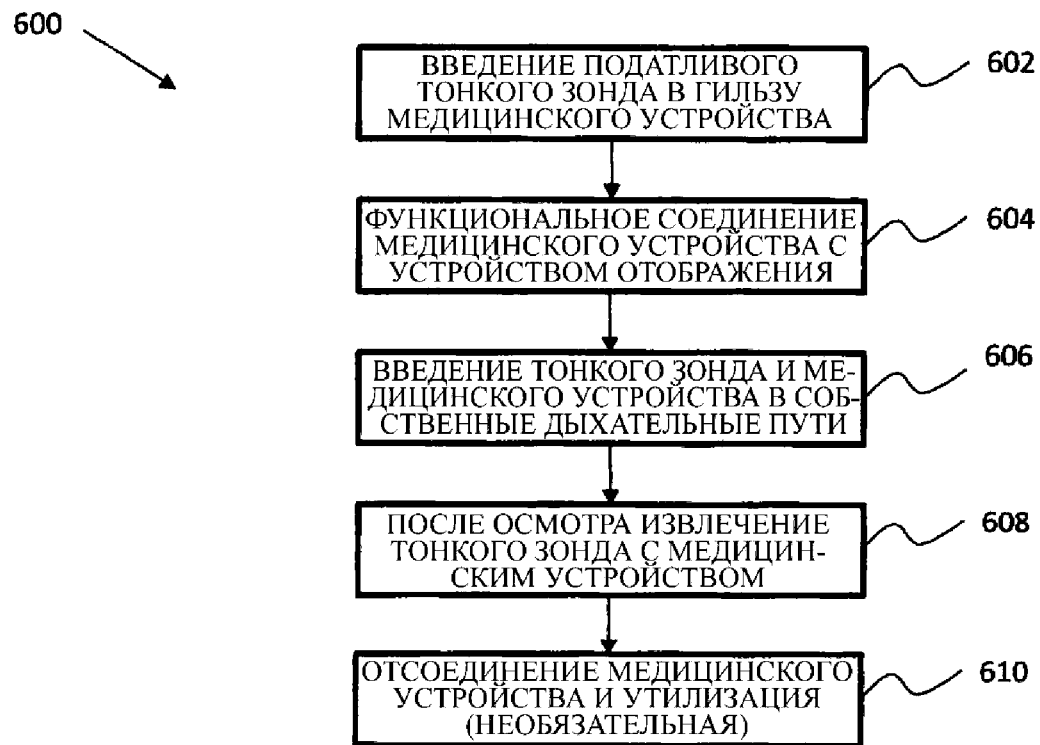 600
ВВЕДЕНИЕ ПОДАТЛИВОГО
ТОНКОГО ЗОНДА В ГИЛЬЗУ
МЕДИЦИНСКОГО УСТРОЙСТВА
602
ФУНКЦИОНАЛЬНОЕ СОЕДИНЕНИЕ
МЕДИЦИНСКОГО УСТРОЙСТВА С
УСТРОЙСТВОМ ОТОБРАЖЕНИЯ
604
ВВЕДЕНИЕ ТОНКОГО ЗОНДА И МЕ-
ДИЦИНСКОГО УСТРОЙСТВА В СОБ-
СТВЕННЫЕ ДЫХАТЕЛЬНЫЕ ПУТИ
606
ПОСЛЕ ОСМОТРА ИЗВЛЕЧЕНИЕ
ТОНКОГО ЗОНДА С МЕДИЦИН-
СКИМ УСТРОЙСТВОМ
608
ОТСОЕДИНЕНИЕ МЕДИЦИНСКОГО
УСТРОЙСТВА И УТИЛИЗАЦИЯ
(НЕОБЯЗАТЕЛЬНАЯ)
610